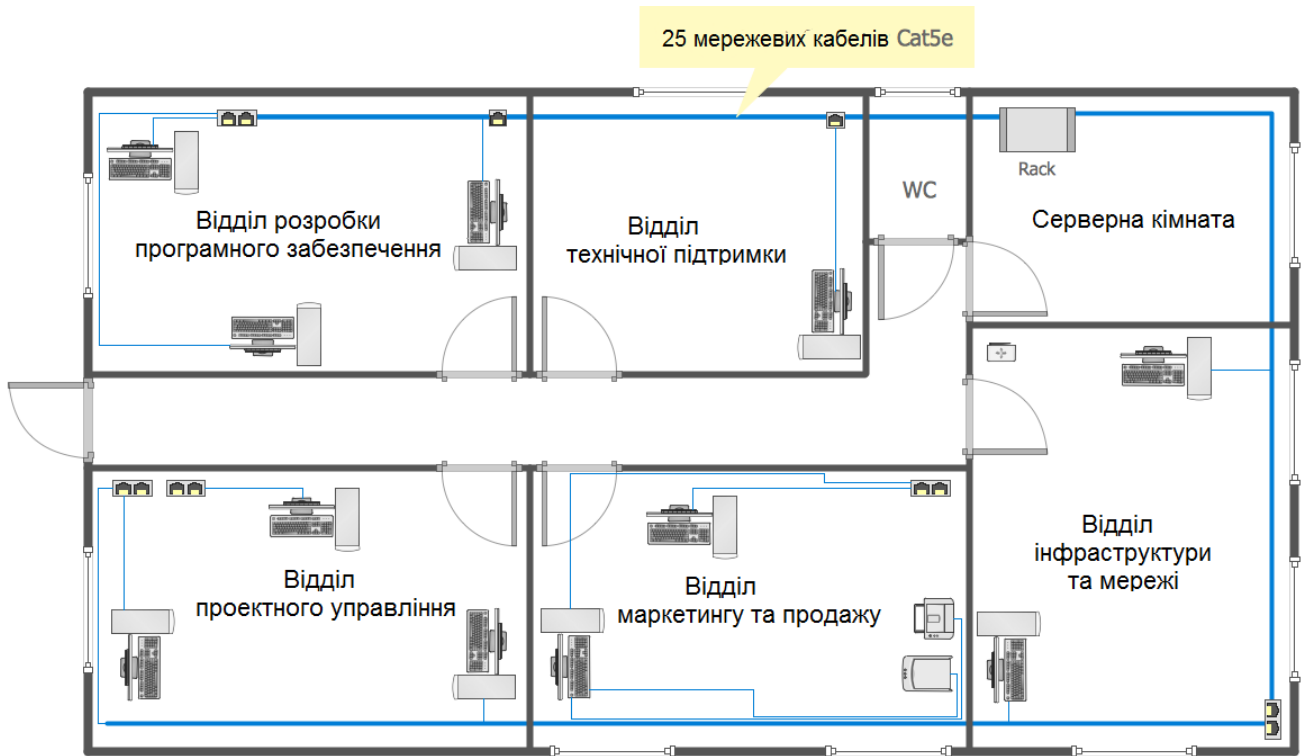 25 мережевих кабелів Cat5e
Rack
WC
Серверна кімната
Відділ розробки
програмного забезпечення
Відділ
технічної підтримки
Відділ
інфраструктури
та мережі
Відділ
проектного управління
Відділ
маркетингу та продажу